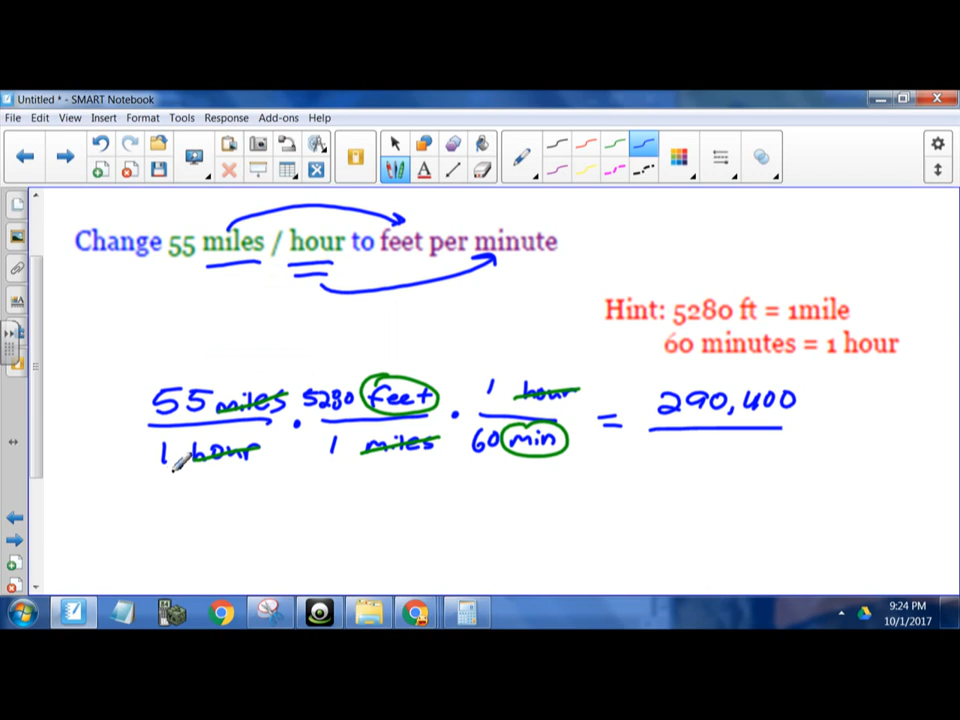 Untitled * - SMART Notebook
File Edit View Insert Format Tools Response Add-ons Help
Change 55 miles / hour to feet per minute
Hint: 5280 ft = 1mile
60 minutes = 1 hour
55 miles 5280 feet 1 hour
• • = 290,400
1 hour 1 miles 60 min
9:24 PM
10/1/2017